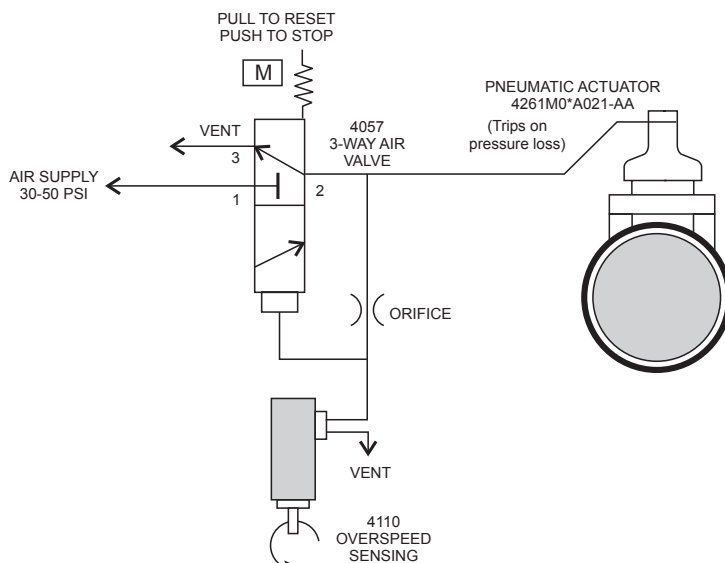 PULL TO RESET
PUSH TO STOP
M
PNEUMATIC ACTUATOR
4261M0*A021-AA
(Trips on
pressure loss)
4057
3-WAY AIR
VALVE
VENT
3
AIR SUPPLY
30-50 PSI
1
2
ORIFICE
VENT
4110
OVERSPEED
SENSING